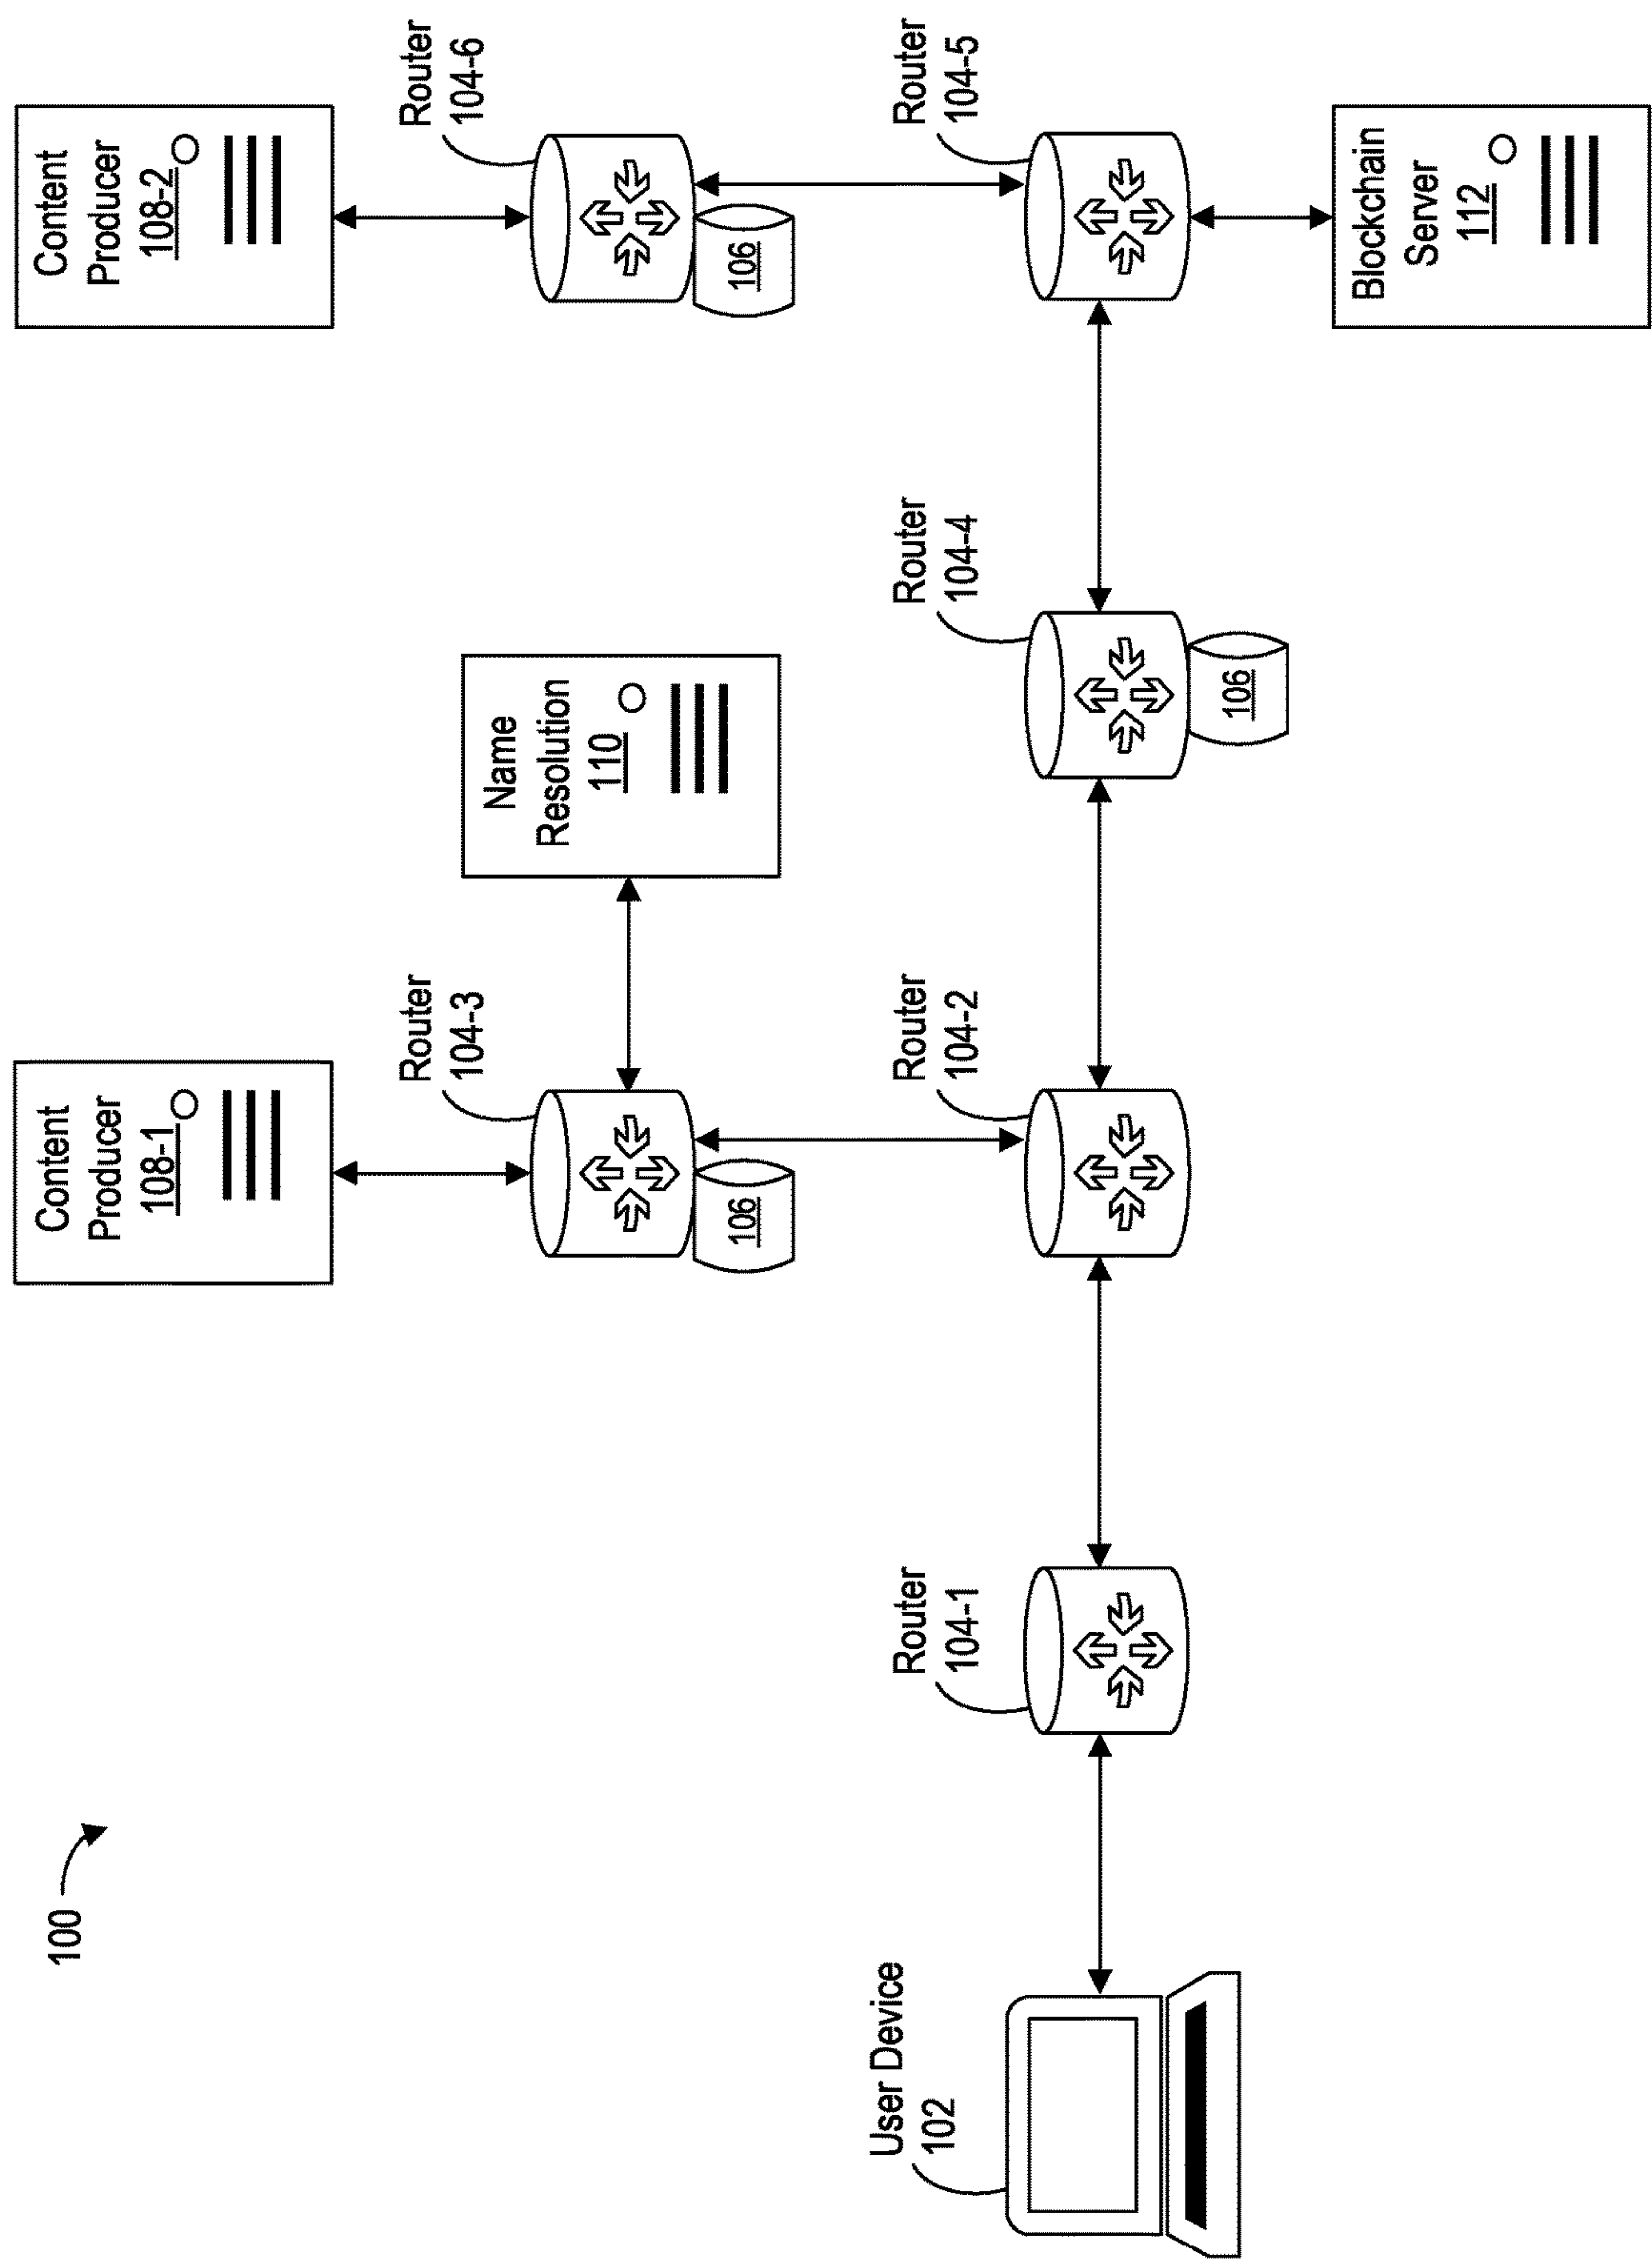 100
Content
Producer
108-1
Content
Producer
108-2
Router
104-3
106
Name
Resolution
110
Router
104-6
106
User Device
102
Router
104-1
Router
104-2
Router
104-4
106
Router
104-5
Blockchain
Server
112